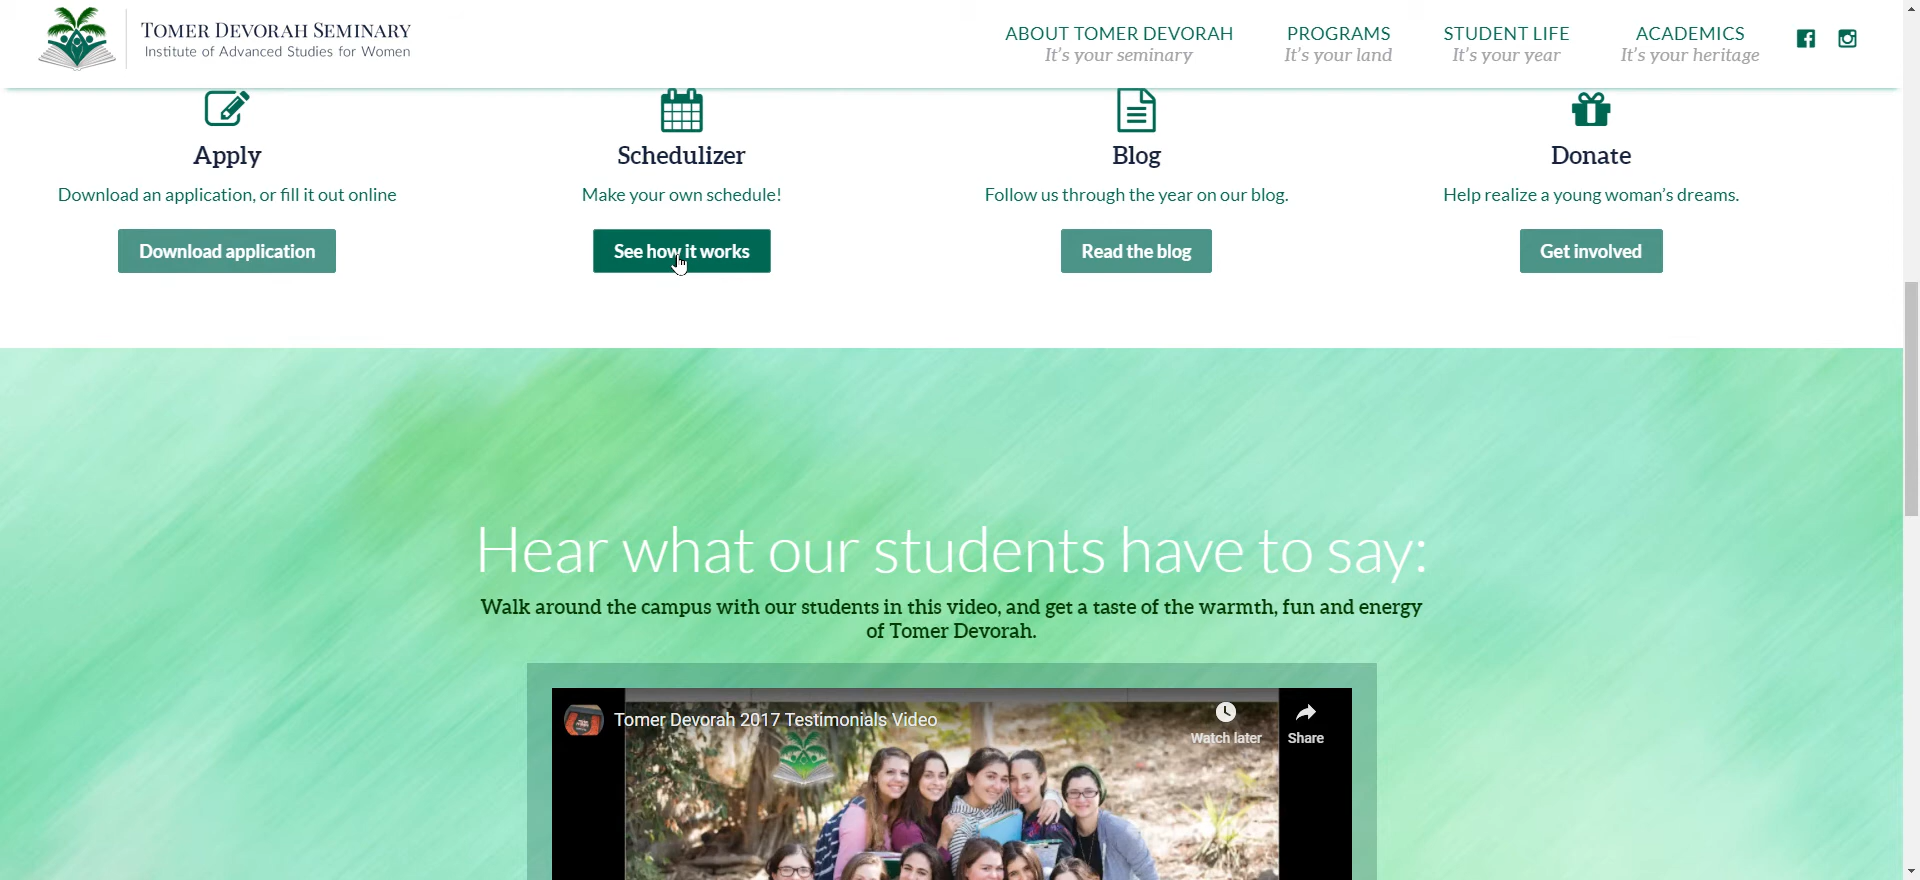 TOMER DEVORAH SEMINARY
Institute of Advanced Studies for Women
ABOUT TOMER DEVORAH
It's your seminary
PROGRAMS
It's your land
STUDENT LIFE
It's your year
ACADEMICS
It's your heritage
Apply
Download an application, or fill it out online
Download application
Schedulizer
Make your own schedule!
See how it works
Blog
Follow us through the year on our blog.
Read the blog
Donate
Help realize a young woman's dreams.
Get involved
Hear what our students have to say:
Walk around the campus with our students in this video, and get a taste of the warmth, fun and energy
of Tomer Devorah.
Tomer Devorah 2017 Testimonials Video
Watch later
Share